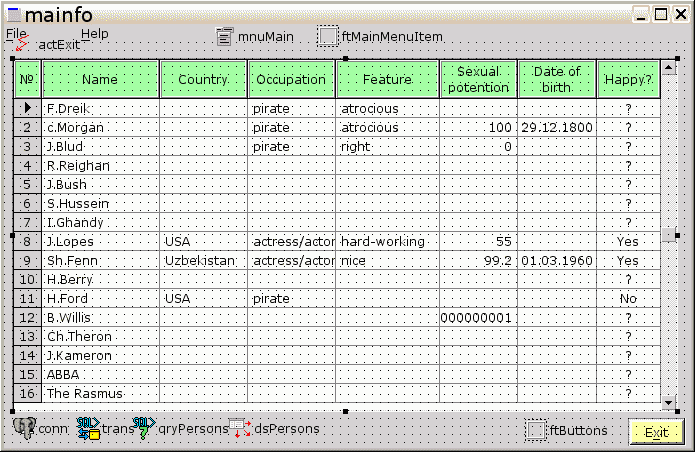 mainfo
File Help
actExit mnuMain ftMainMenuItem
№ Name Country Occupation Feature Sexual potention Date of birth Happy?
F.Dreik pirate atrocious ?
2 c.Morgan pirate atrocious 100 29.12.1800 ?
3 J.Blud pirate right 0 ?
4 R.Reighan ?
5 J.Bush ?
6 S.Hussein ?
7 I.Ghandy ?
8 J.Lopes USA actress/actor hard-working 55 Yes
9 Sh.Fenn Uzbekistan actress/actor nice 99.2 01.03.1960 Yes
10 H.Berry ?
11 H.Ford USA pirate No
12 B.Willis 000000001 ?
13 Ch.Theron ?
14 J.Kameron ?
15 ABBA ?
16 The Rasmus ?
conn SQL trans SQL ? qryPersons dsPersons ftButtons Exit